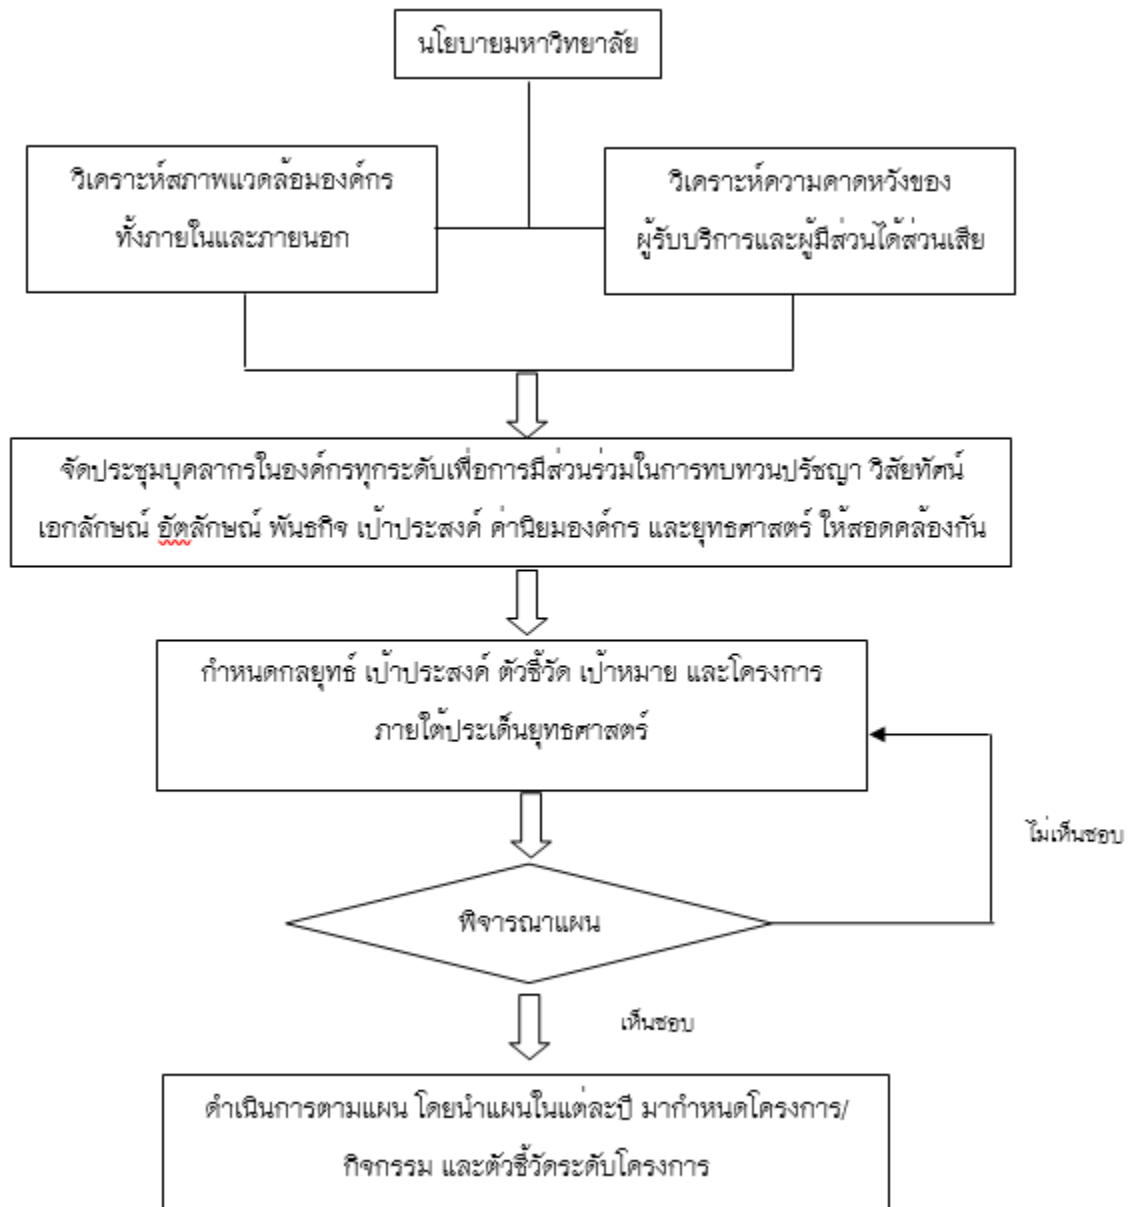 นโยบายมหาวิทยาลัย
วิเคราะห์สภาพแวดล้อมองค์กร
ทั้งภายในและภายนอก
วิเคราะห์ความคาดหวังของ
ผู้รับบริการและผู้มีส่วนได้ส่วนเสีย
จัดประชุมบุคลากรในองค์กรทุกระดับเพื่อการมีส่วนร่วมในการทบทวนปรัชญา วิสัยทัศน์
เอกลักษณ์ อัตลักษณ์ พันธกิจ เป้าประสงค์ ค่านิยมองค์กร และยุทธศาสตร์ ให้สอดคล้องกัน
กำหนดกลยุทธ์ เป้าประสงค์ ตัวชี้วัด เป้าหมาย และโครงการ
ภายใต้ประเด็นยุทธศาสตร์
ไม่เห็นชอบ
พิจารณาแผน
เห็นชอบ
ดำเนินการตามแผน โดยนำแผนในแต่ละปี มากำหนดโครงการ/
กิจกรรม และตัวชี้วัดระดับโครงการ